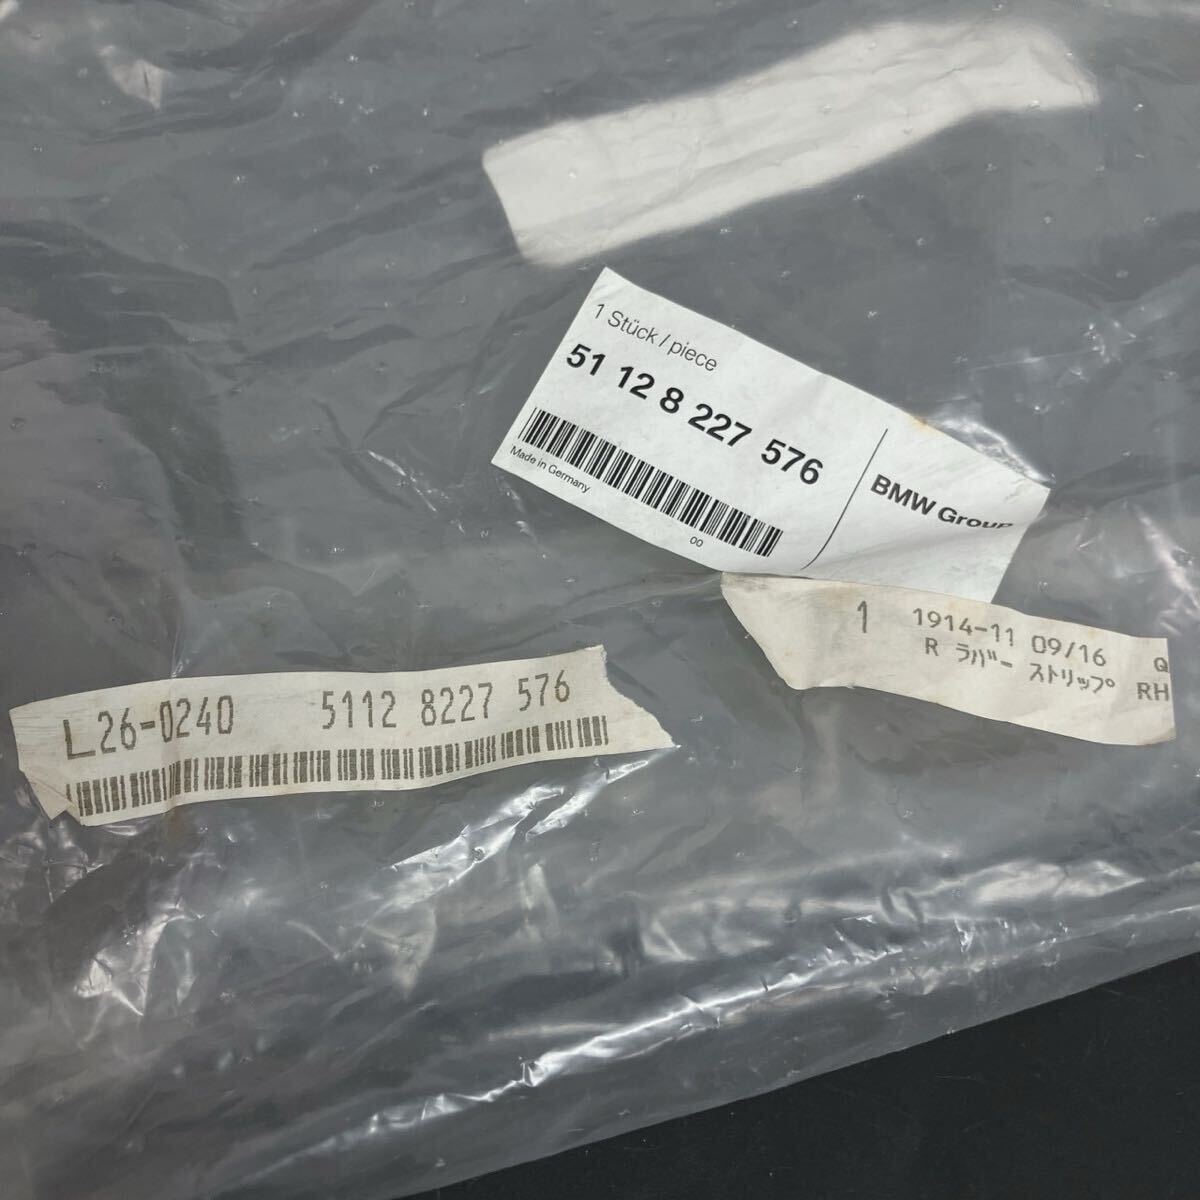 1 Stück / piece
51 12 8 227 576
Made in Germany
00
BMW Group
1 1914-11 09/16 Q
R ラバー ストリップ RH
L26-0240 5112 8227 576